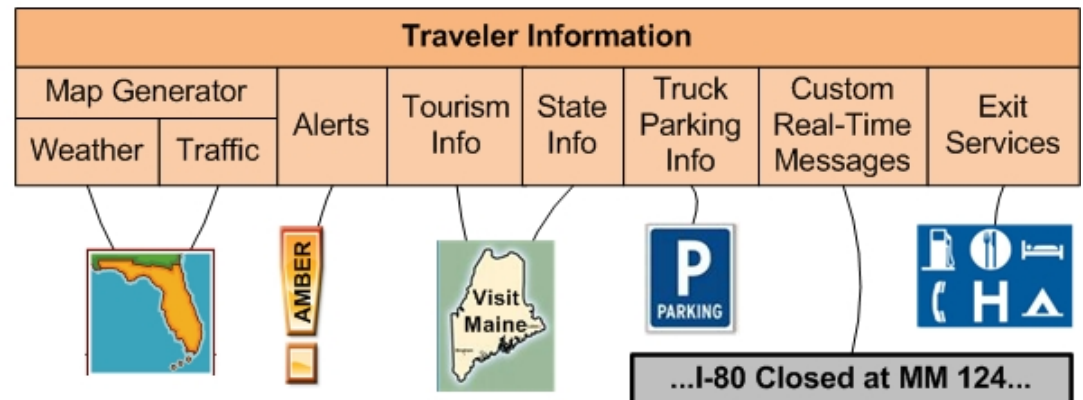 Traveler Information
Map Generator
Weather
Traffic
Alerts
Tourism
Info
State
Info
Truck
Parking
Info
Custom
Real-Time
Messages
Exit
Services
AMBER
Visit
Maine
P
PARKING
H
...I-80 Closed at MM 124...